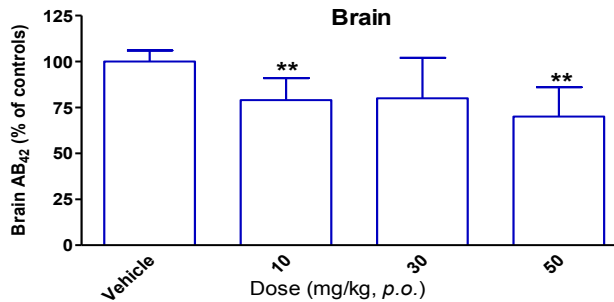 Brain
Brain AB42 (% of controls)
125
100
75
50
25
0
**
**
Vehicle
10
30
50
Dose (mg/kg, p.o.)